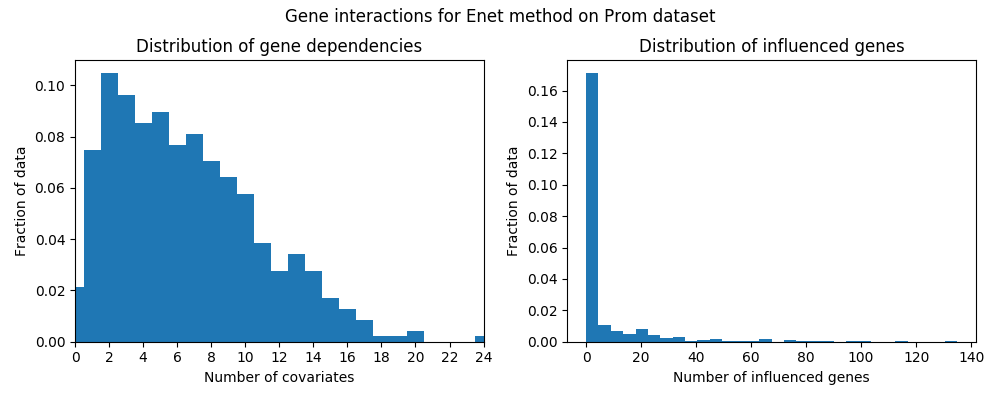 Gene interactions for Enet method on Prom dataset
Distribution of gene dependencies
Fraction of data
0.10
0.08
0.06
0.04
0.02
0.00
0 2 4 6 8 10 12 14 16 18 20 22 24
Number of covariates
Distribution of influenced genes
Fraction of data
0.16
0.14
0.12
0.10
0.08
0.06
0.04
0.02
0.00
0 20 40 60 80 100 120 140
Number of influenced genes